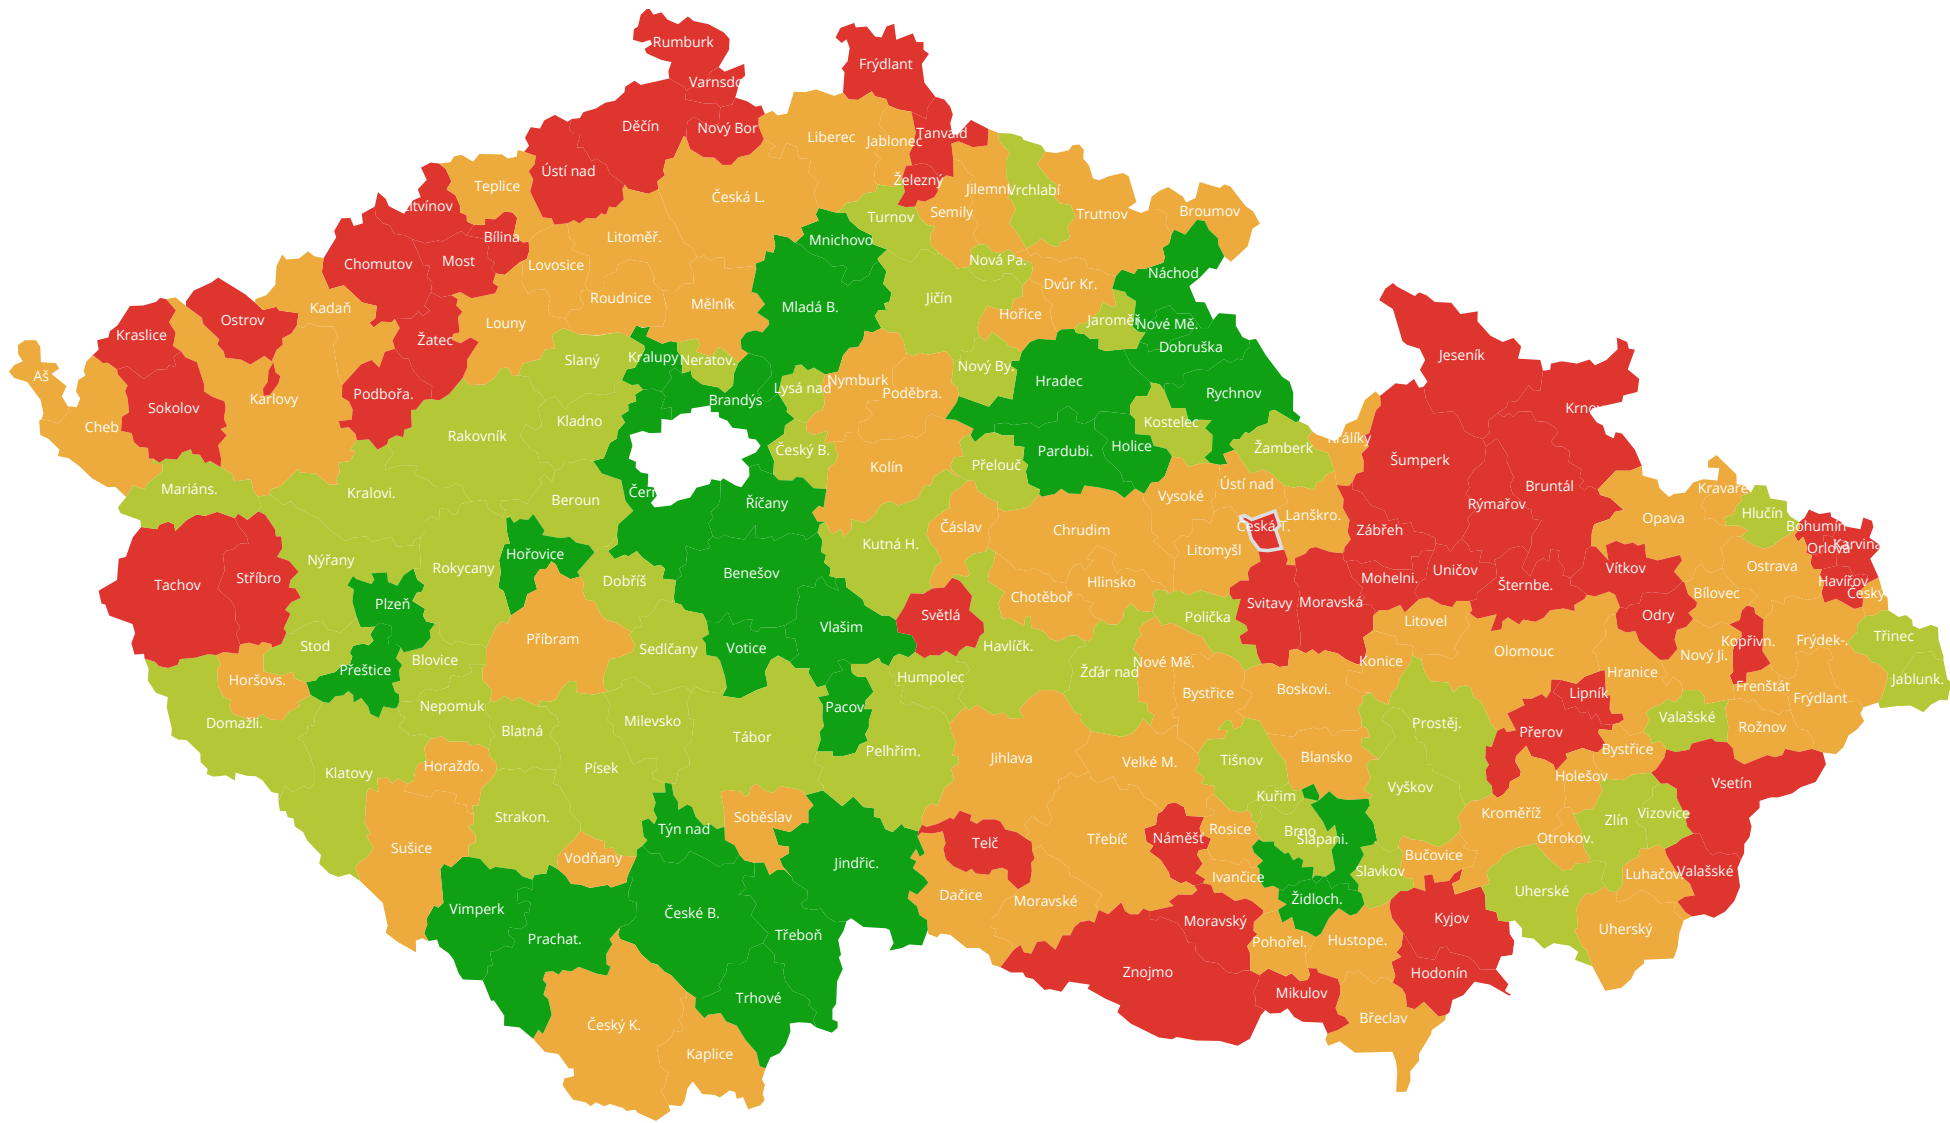 Rumburk
Frýdlant
Varnsdo
Děčín
Nový Bor
Liberec
Jablonec
Tanvald
Ústí nad
Teplice
Železný
Jilemni
Vrchlabí
Česká L.
Litvínov
Turnov
Semily
Trutnov
Broumov
Bílina
Litoměř.
Mnichovo
Chomutov
Most
Lovosice
Nová Pa.
Náchod
Roudnice
Mělník
Mladá B.
Jičín
Dvůr Kr.
Kadaň
Ostrov
Louny
Hořice
Jaroměř
Nové Mě.
Kraslice
Žatec
Dobruška
Slaný
Kralupy
Neratov.
Jeseník
Aš
Nový By.
Hradec
Nymburk
Lysá nad
Poděbra.
Rychnov
Podbořa.
Karlovy
Brandýs
Sokolov
Krnov
Cheb
Kladno
Kostelec
Rakovník
Králíky
Český B.
Pardubi.
Holice
Žamberk
Šumperk
Kolín
Přelouč
Mariáns.
Kralovi.
Beroun
Čern
Říčany
Vysoké
Ústí nad
Bruntál
Kravaře
Rýmařov
Lanškro.
Hlučín
Čáslav
Chrudim
Česká T.
Zábřeh
Opava
Bohumín
Kutná H.
Litomyšl
Orlová
Karviná
Hořovice
Nýřany
Rokycany
Benešov
Uničov
Vítkov
Ostrava
Tachov
Stříbro
Dobříš
Hlinsko
Mohelni.
Šternbe.
Havířov
Český
Bílovec
Plzeň
Chotěboř
Svitavy
Moravská
Světlá
Polička
Odry
Vlašim
Litovel
Příbram
Třinec
Stod
Sedlčany
Votice
Havlíčk.
Kopřivn.
Frýdek-.
Olomouc
Nový Ji.
Blovice
Nové Mě.
Konice
Přeštice
Žďár nad
Hranice
Horšovs.
Humpolec
Jablunk.
Frenštát
Boskovi.
Bystřice
Lipník
Frýdlant
Nepomuk
Pacov
Valašské
Domažli.
Milevsko
Prostěj.
Rožnov
Blatná
Přerov
Tábor
Pelhřim.
Bystřice
Jihlava
Velké M.
Tišnov
Blansko
Horažďo.
Písek
Klatovy
Holešov
Vsetín
Vyškov
Kuřim
Strakon.
Soběslav
Kroměříž
Vizovice
Zlín
Týn nad
Rosice
Brno
Šlapani.
Třebíč
Náměšť
Otrokov.
Telč
Sušice
Bučovice
Vodňany
Jindřic.
Slavkov
Valašské
Luhačov.
Ivančice
Uherské
Dačice
Židloch.
Moravské
Vimperk
České B.
Kyjov
Moravský
Uherský
Třeboň
Prachat.
Hustope.
Pohořel.
Znojmo
Hodonín
Mikulov
Trhové
Břeclav
Český K.
Kaplice